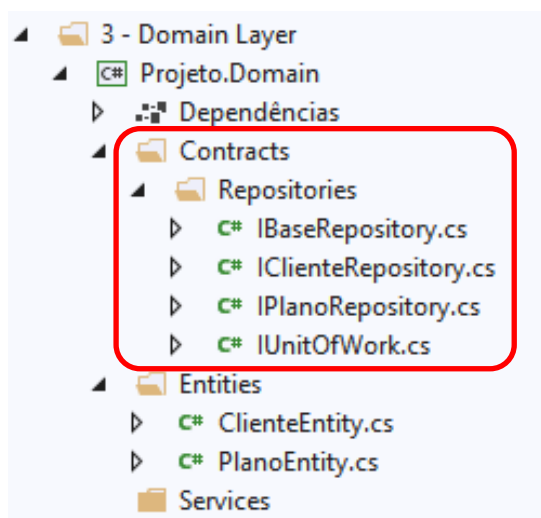 3 - Domain Layer
C# Projeto.Domain
Dependências
Contracts
Repositories
C# IBaseRepository.cs
C# IClienteRepository.cs
C# IPlanoRepository.cs
C# IUnitOfWork.cs
Entities
C# ClienteEntity.cs
C# PlanoEntity.cs
Services